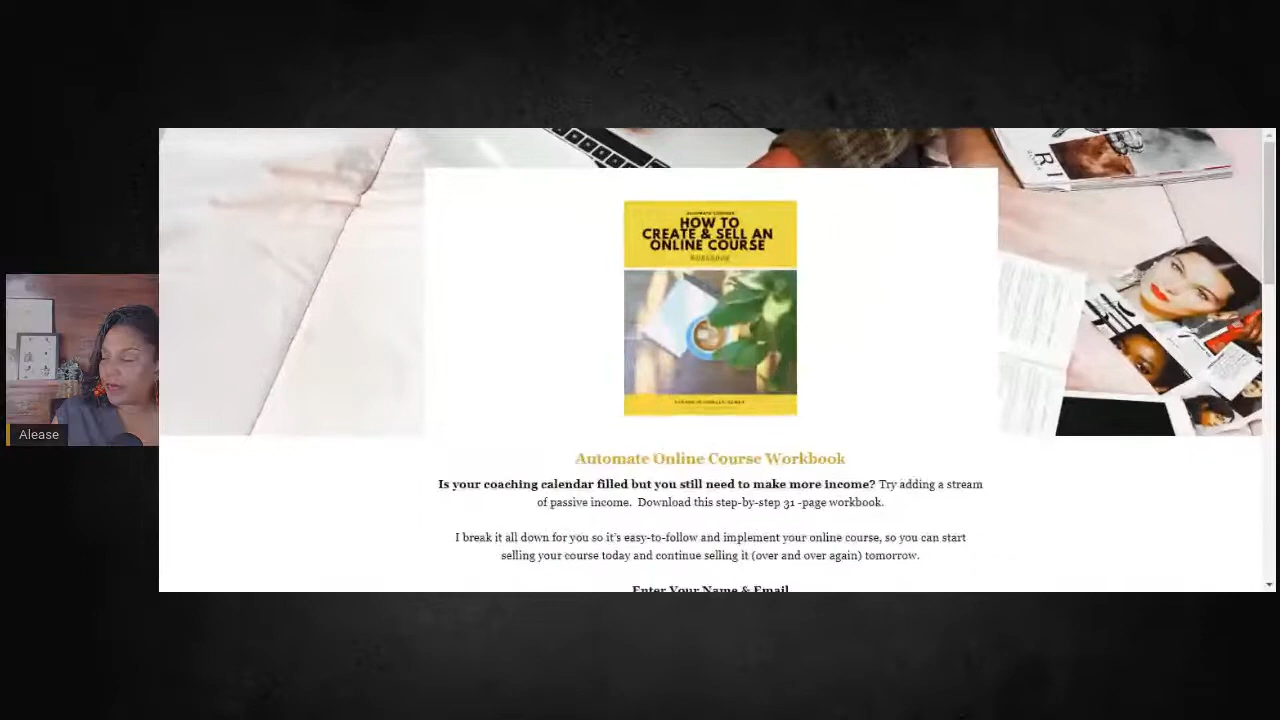 HOW TO
CREATE & SELL AN
ONLINE COURSE
WORKBOOK
Alease
Automate Online Course Workbook
Is your coaching calendar filled but you still need to make more income? Try adding a stream
of passive income. Download this step-by-step 31 -page workbook.
I break it all down for you so it's easy-to-follow and implement your online course, so you can start
selling your course today and continue selling it (over and over again) tomorrow.
Enter Your Name & Email